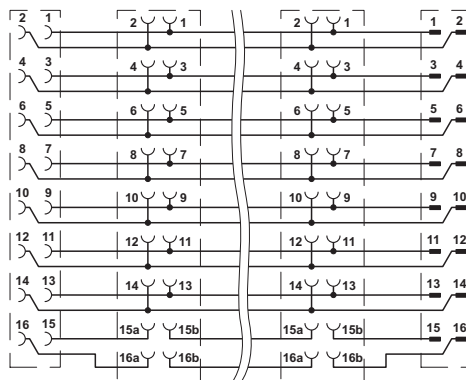 2 1 2 1 2 1 1 2
4 3 4 3 4 3 3 4
6 5 6 5 6 5 5 6
8 7 8 7 8 7 7 8
10 9 10 9 10 9 9 10
12 11 12 11 12 11 11 12
14 13 14 13 14 13 13 14
16 15 15a 15b 15a 15b 15 16
16a 16b 16a 16b